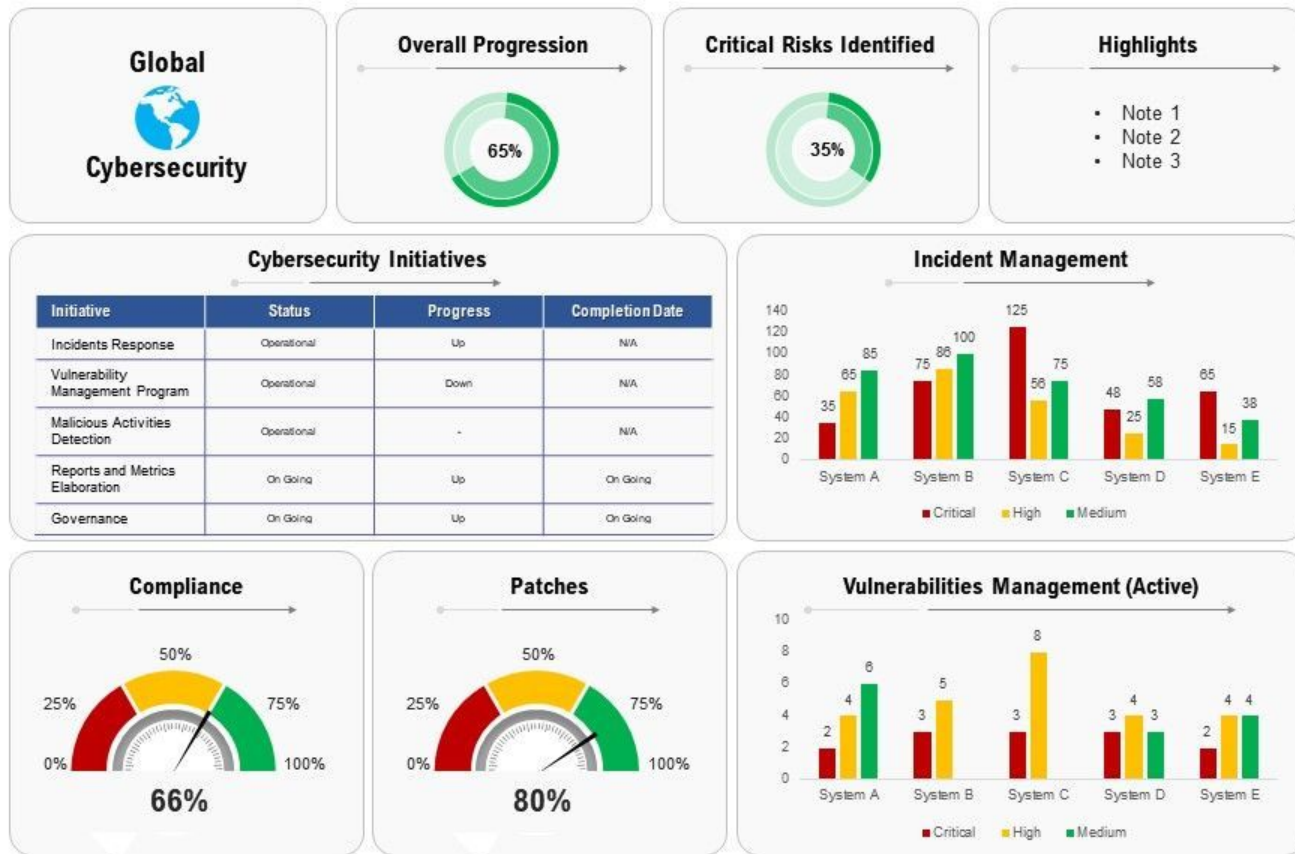 Global
Cybersecurity
Overall Progression
65%
Critical Risks Identified
35%
Highlights
▪ Note 1
▪ Note 2
▪ Note 3
Cybersecurity Initiatives
Initiative Status Progress Completion Date
Incidents Response Operational Up N/A
Vulnerability
Management Program Operational Down N/A
Malicious Activities
Detection Operational - N/A
Reports and Metrics
Elaboration On Going Up On Going
Governance On Going Up On Going
Incident Management
140
120
100
80
60
40
20
0
35 65 85
75 86 100
125 56 75
48 25 58
65 15 38
System A System B System C System D System E
Critical High Medium
Compliance
0% 25% 50% 75% 100%
66%
Patches
0% 25% 50% 75% 100%
80%
Vulnerabilities Management (Active)
10
8
6
4
2
0
2 4 6
3 5
3 8
3 4 3
2 4 4
System A System B System C System D System E
Critical High Medium